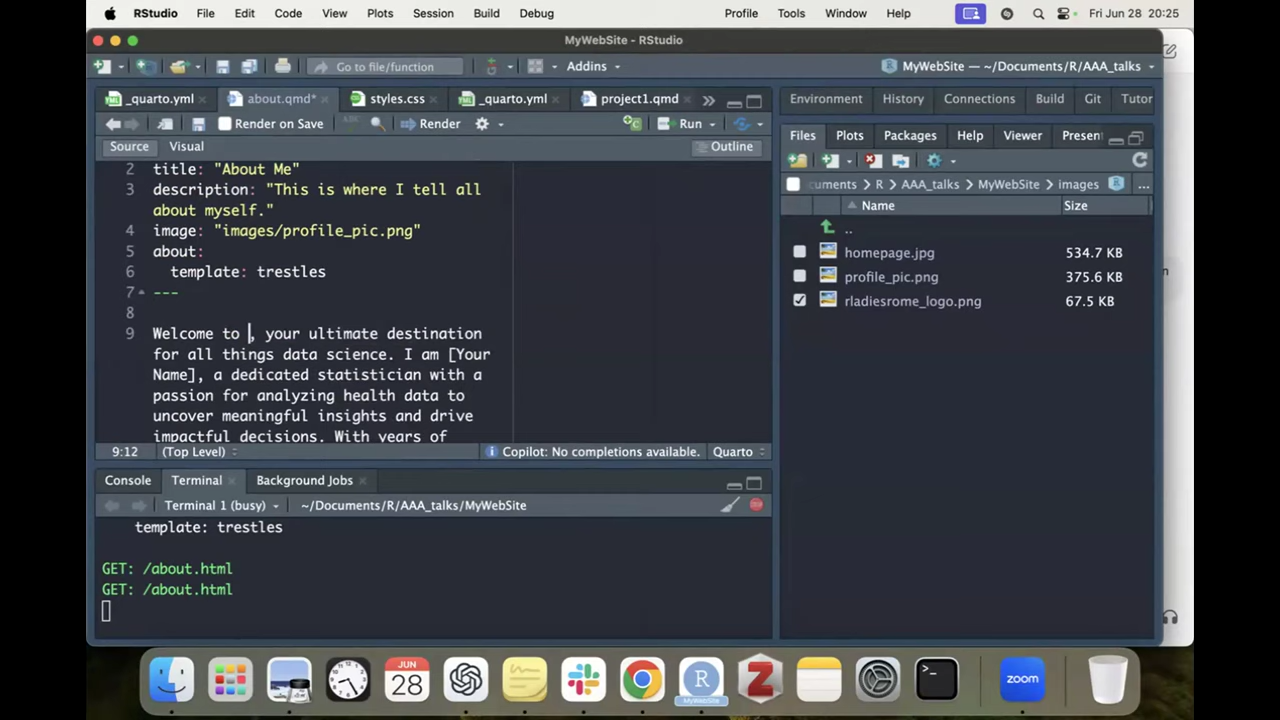 RStudio File Edit Code View Plots Session Build Debug Profile Tools Window Help Fri Jun 28 20:25
MyWebSite - RStudio
Go to file/function Addins MyWebSite — ~/Documents/R/AAA_talks
_quarto.yml about.qmd* styles.css _quarto.yml project1.qmd
Render on Save Render Run
Source Visual Outline
2 title: "About Me"
3 description: "This is where I tell all
about myself."
4 image: "images/profile_pic.png"
5 about:
6 template: trestles
7 ---
8
9 Welcome to , your ultimate destination
for all things data science. I am [Your
Name], a dedicated statistician with a
passion for analyzing health data to
uncover meaningful insights and drive
impactful decisions. With years of
9:12 (Top Level) Copilot: No completions available. Quarto
Console Terminal Background Jobs
Terminal 1 (busy) ~/Documents/R/AAA_talks/MyWebSite
template: trestles
GET: /about.html
GET: /about.html
Environment History Connections Build Git Tutor
Files Plots Packages Help Viewer Present
cuments R AAA_talks MyWebSite images ...
Name Size
..
homepage.jpg 534.7 KB
profile_pic.png 375.6 KB
rladiesrome_logo.png 67.5 KB
JUN
28
R
Z
zoom
MyWebSite